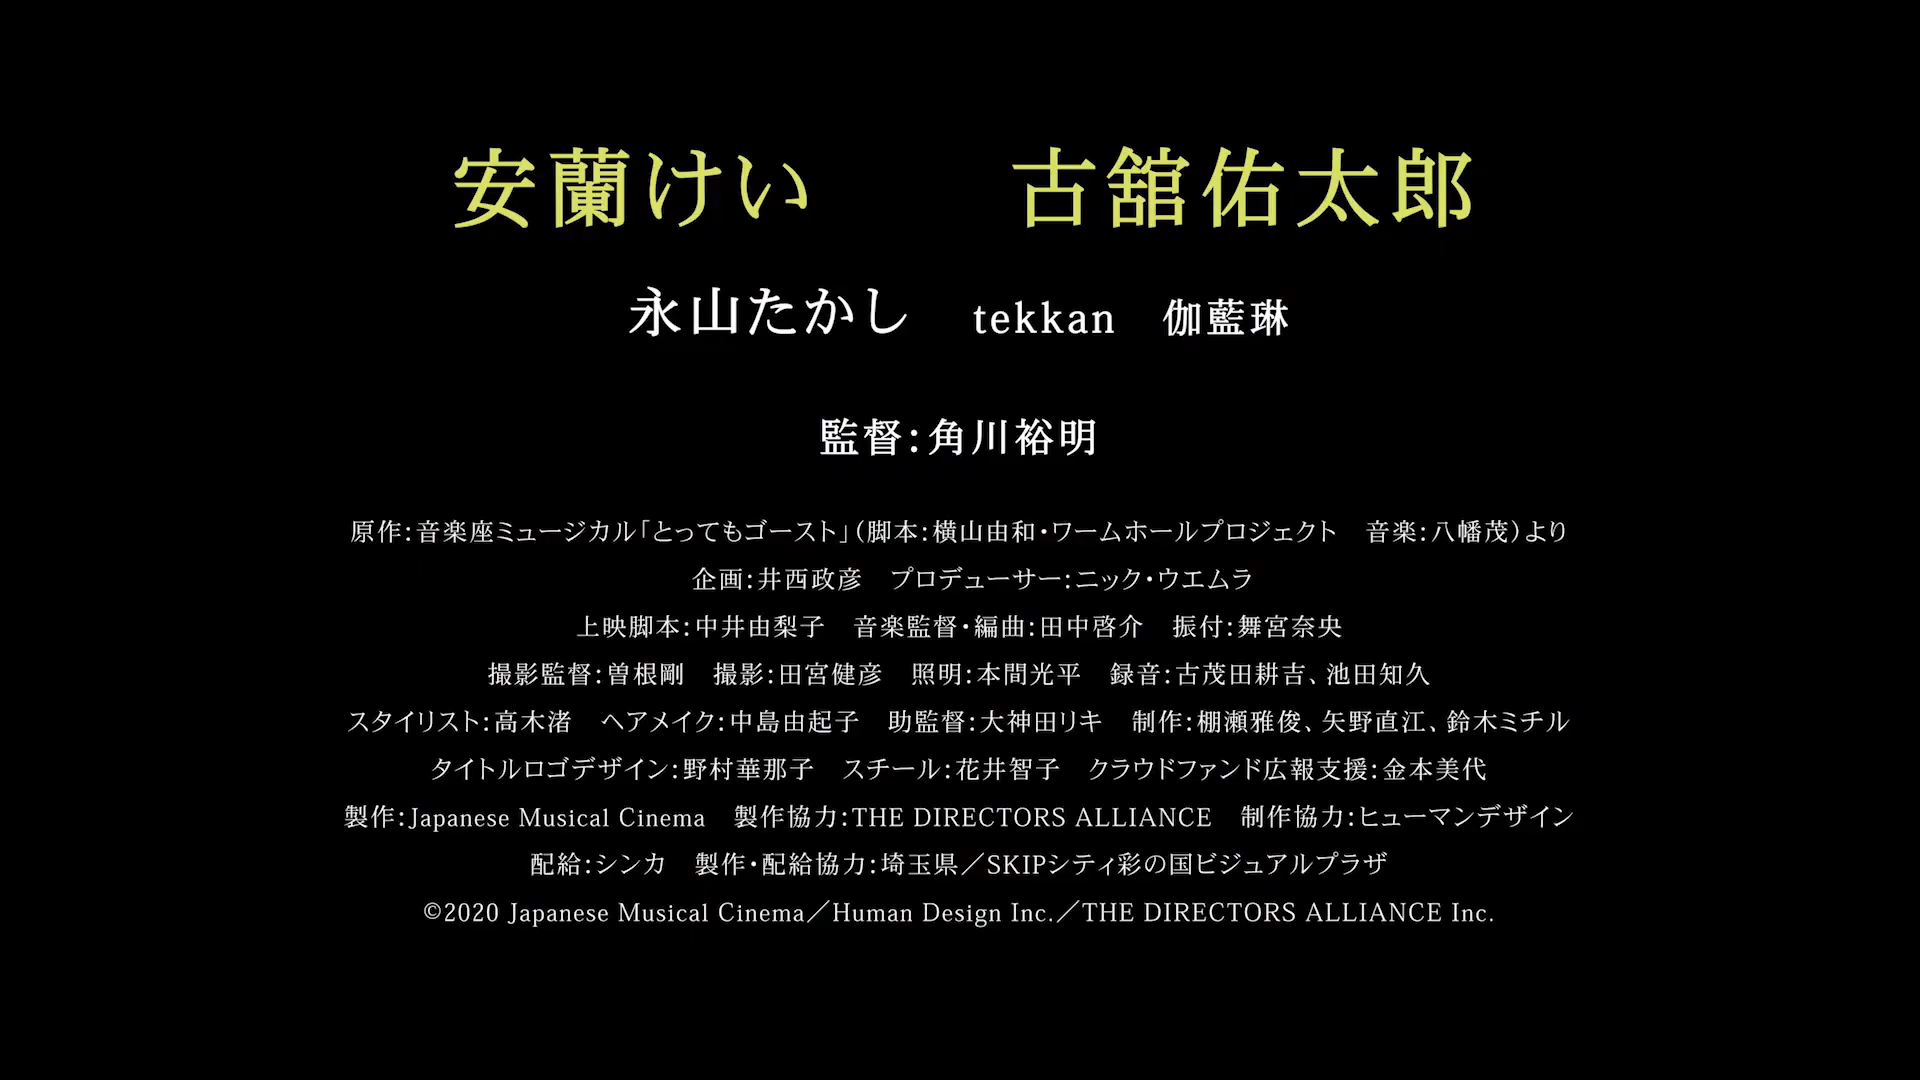 安蘭けい　　古舘佑太郎
永山たかし　tekkan　伽藍琳
監督：角川裕明
原作：音楽座ミュージカル「とってもゴースト」（脚本：横山由和・ワームホールプロジェクト　音楽：八幡茂）より
企画：井西政彦　プロデューサー：ニック・ウエムラ
上映脚本：中井由梨子　音楽監督・編曲：田中啓介　振付：舞宮奈央
撮影監督：曽根剛　撮影：田宮健彦　照明：本間光平　録音：古茂田耕吉、池田知久
スタイリスト：高木渚　ヘアメイク：中島由起子　助監督：大神田リキ　制作：棚瀬雅俊、矢野直江、鈴木ミチル
タイトルロゴデザイン：野村華那子　スチール：花井智子　クラウドファンド広報支援：金本美代
製作：Japanese Musical Cinema　製作協力：THE DIRECTORS ALLIANCE　制作協力：ヒューマンデザイン
配給：シンカ　製作・配給協力：埼玉県／SKIPシティ彩の国ビジュアルプラザ
©2020 Japanese Musical Cinema／Human Design Inc.／THE DIRECTORS ALLIANCE Inc.